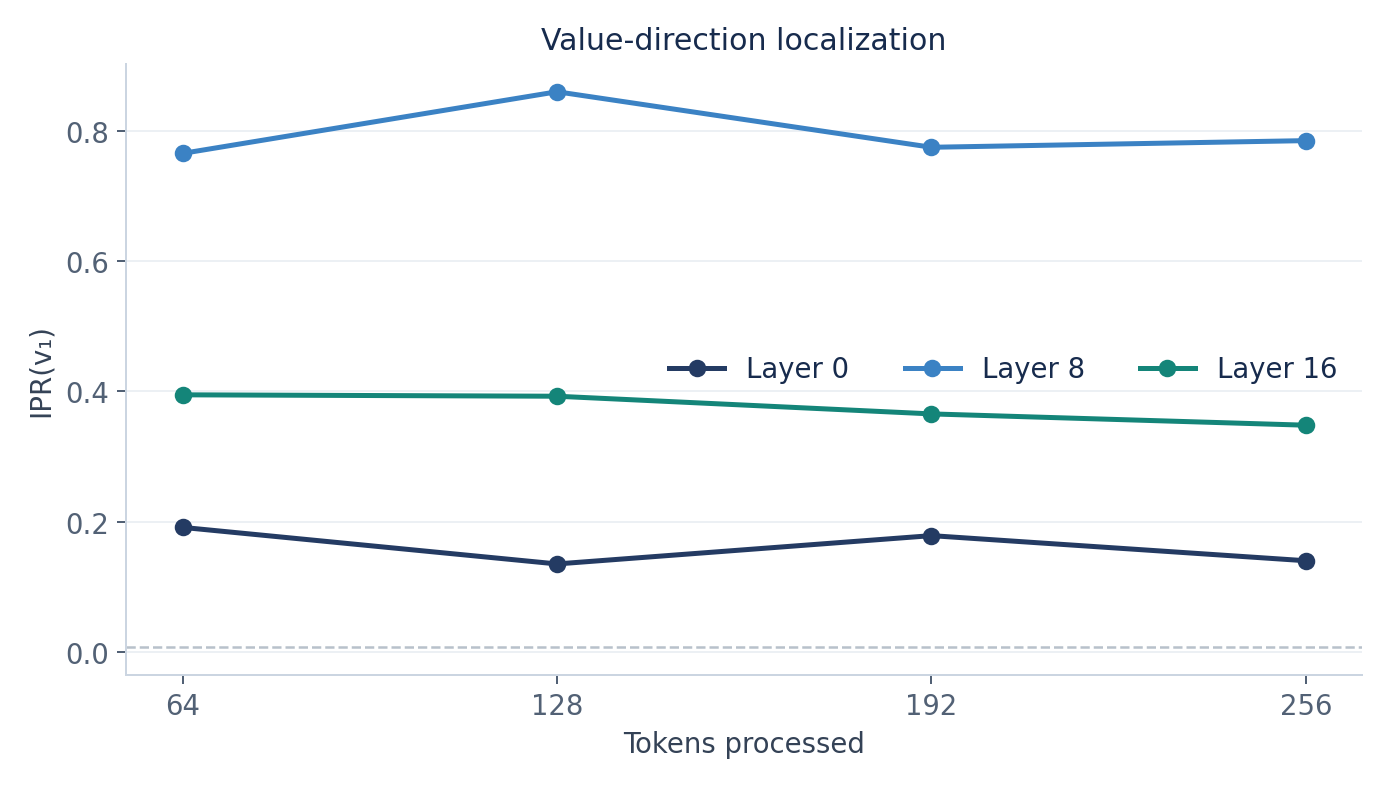 Value-direction localization
IPR(v₁)
0.8
0.6
0.4
0.2
0.0
Layer 0
Layer 8
Layer 16
64
128
192
256
Tokens processed